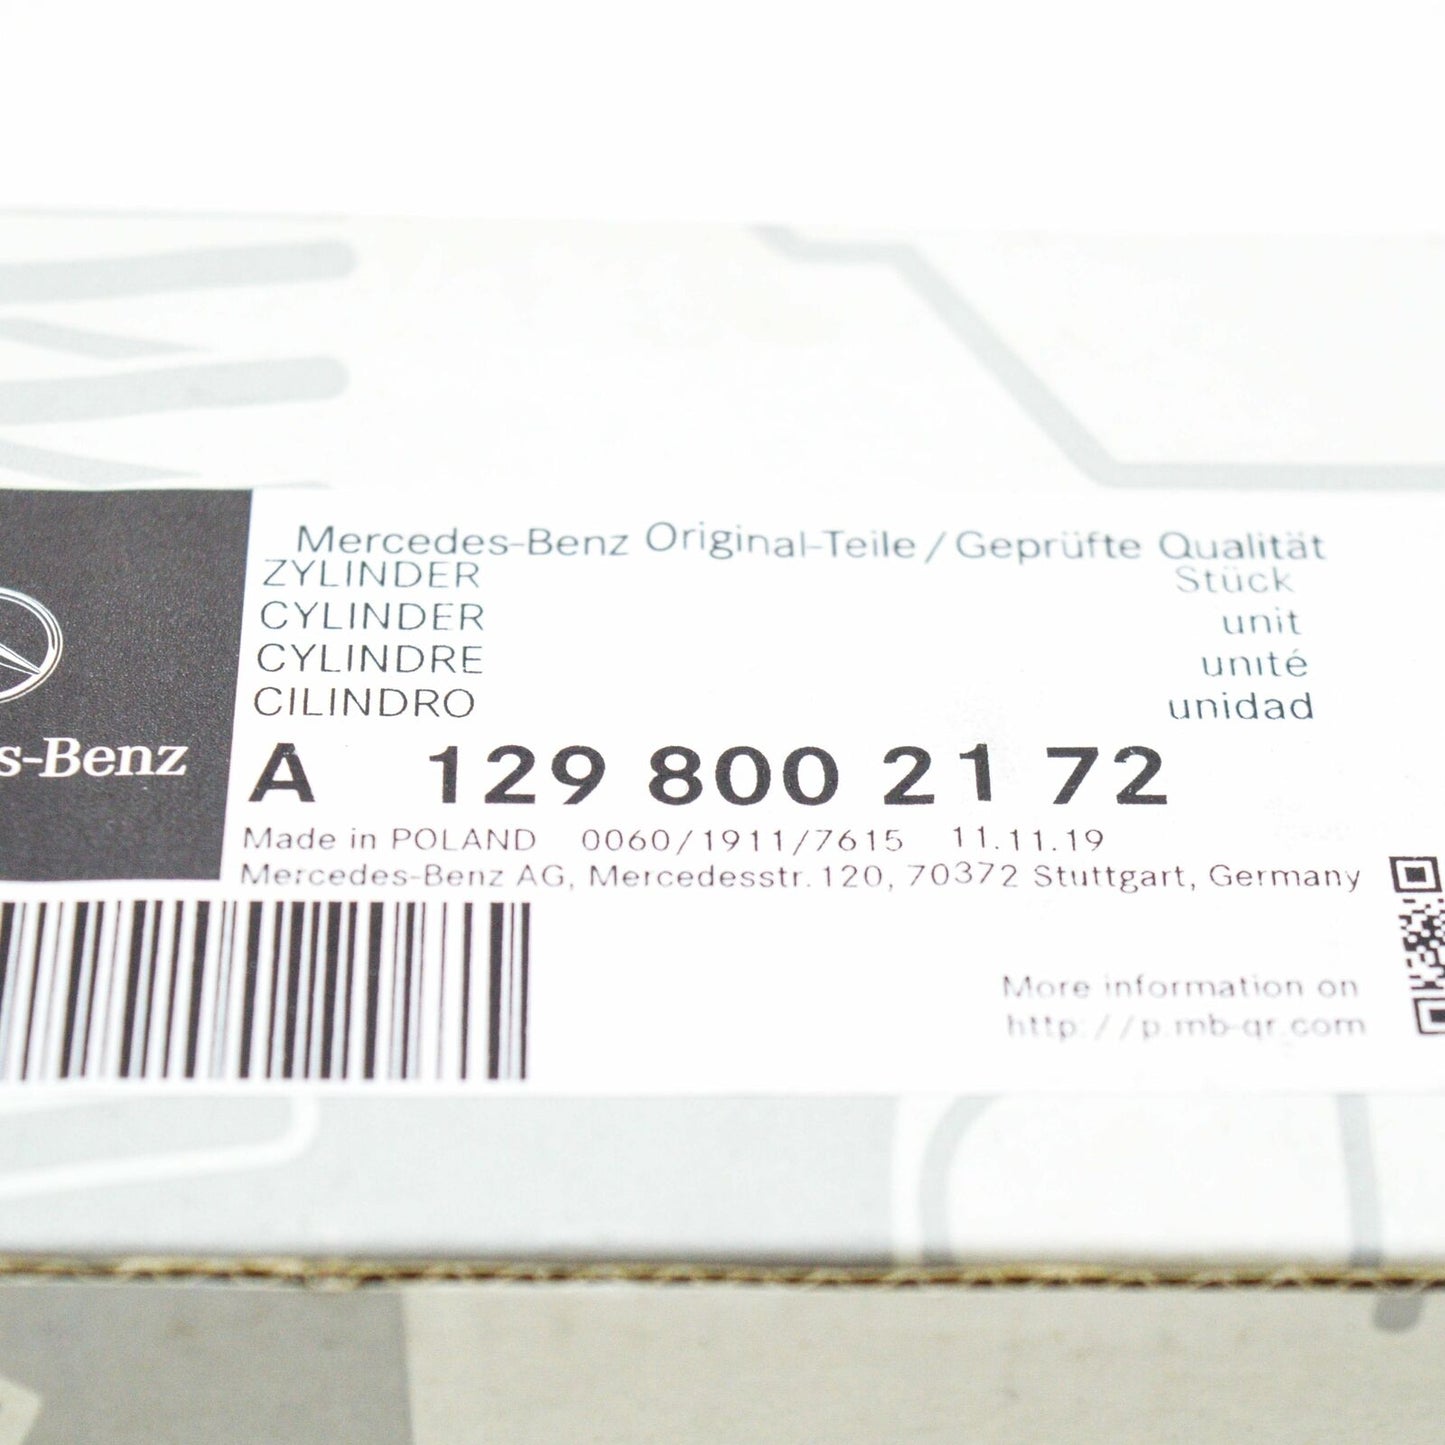 Mercedes-Benz Original-Teile/Geprüfte Qualität
ZYLINDER Stück
CYLINDER unit
CYLINDRE unité
CILINDRO unidad
s-Benz
A 129 800 21 72
Made in POLAND 0060/1911/7615 11.11.19
Mercedes-Benz AG, Mercedesstr. 120, 70372 Stuttgart, Germany
More information on
http://p.mb-qr.com